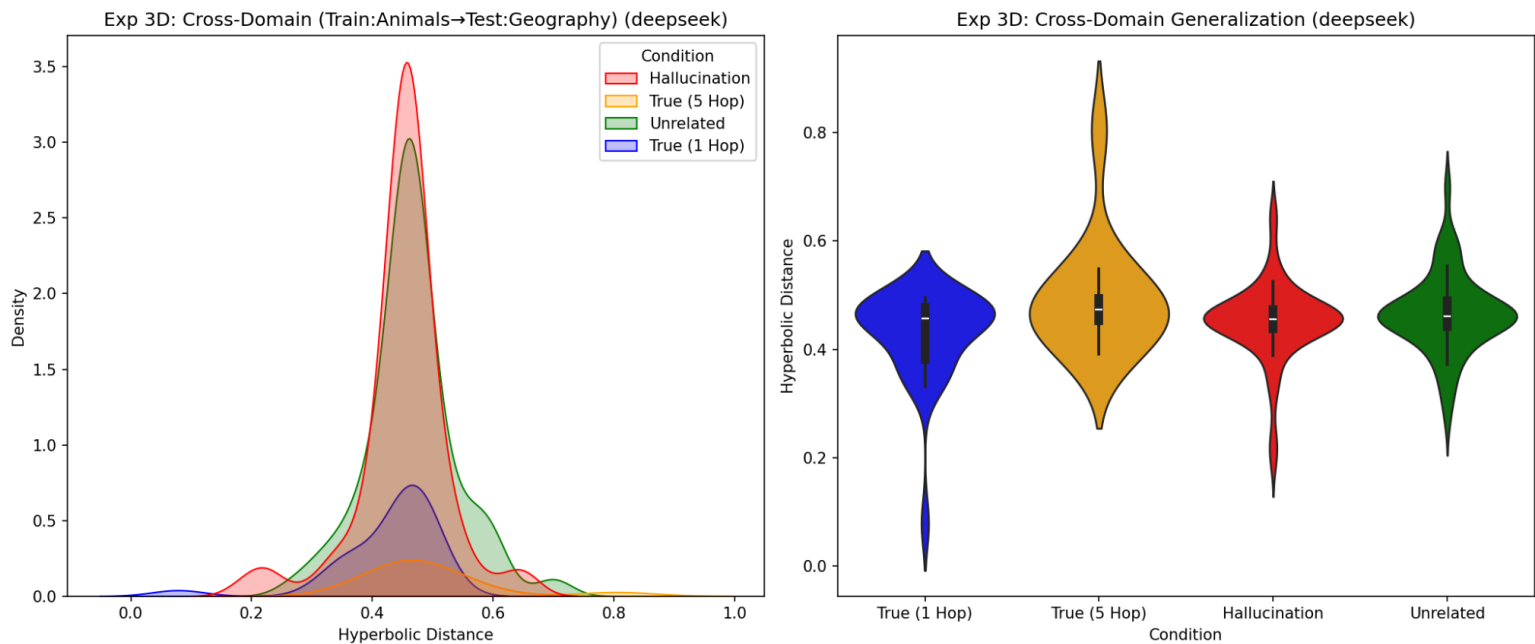 Exp 3D: Cross-Domain (Train:Animals→Test:Geography) (deepseek)
Condition
Hallucination
True (5 Hop)
Unrelated
True (1 Hop)
Density
3.5
3.0
2.5
2.0
1.5
1.0
0.5
0.0
0.0 0.2 0.4 0.6 0.8 1.0
Hyperbolic Distance
Exp 3D: Cross-Domain Generalization (deepseek)
Hyperbolic Distance
0.8
0.6
0.4
0.2
0.0
True (1 Hop) True (5 Hop) Hallucination Unrelated
Condition